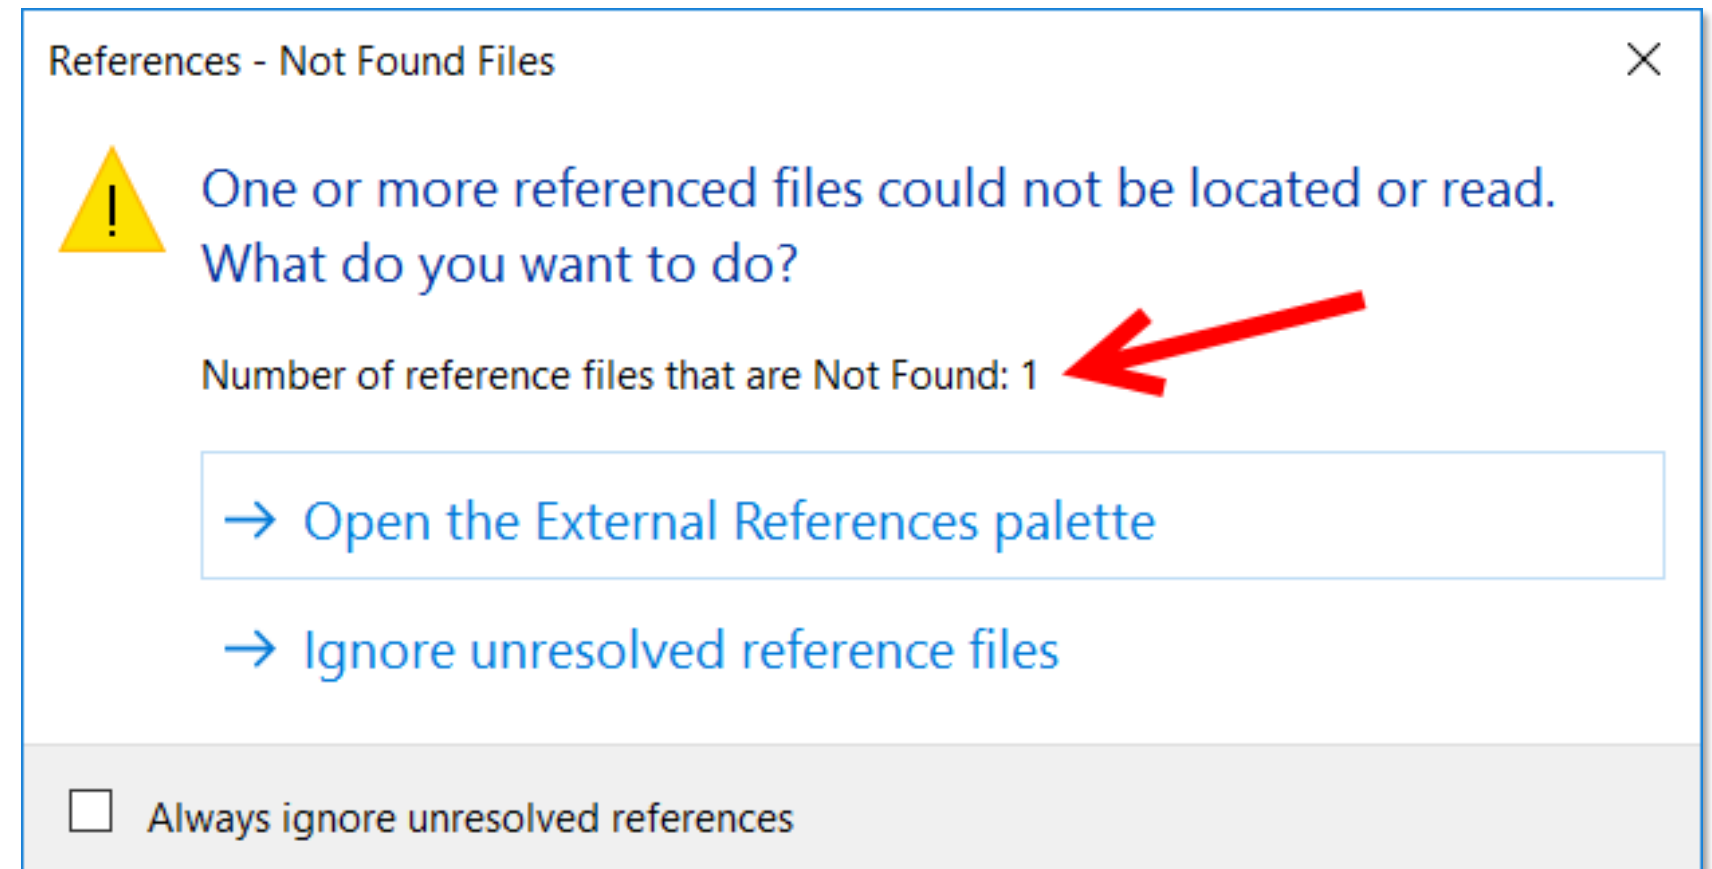 References - Not Found Files
One or more referenced files could not be located or read.
What do you want to do?
Number of reference files that are Not Found: 1
Open the External References palette
Ignore unresolved reference files
Always ignore unresolved references